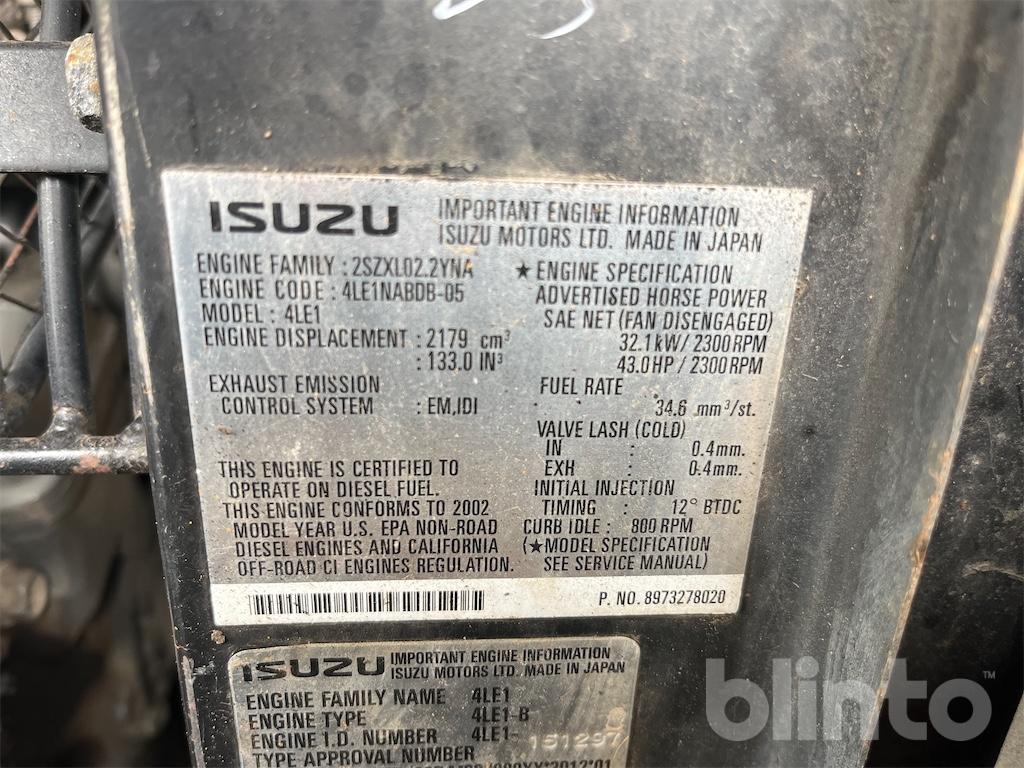 ISUZU
IMPORTANT ENGINE INFORMATION
ISUZU MOTORS LTD. MADE IN JAPAN
ENGINE FAMILY : 2SZXL02.2YNA
ENGINE CODE : 4LE1NABDB-05
MODEL : 4LE1
ENGINE DISPLACEMENT : 2179 cm³
: 133.0 IN³
EXHAUST EMISSION
CONTROL SYSTEM : EM,IDI
THIS ENGINE IS CERTIFIED TO
OPERATE ON DIESEL FUEL.
THIS ENGINE CONFORMS TO 2002
MODEL YEAR U.S. EPA NON-ROAD
DIESEL ENGINES AND CALIFORNIA
OFF-ROAD CI ENGINES REGULATION.
★ ENGINE SPECIFICATION
ADVERTISED HORSE POWER
SAE NET (FAN DISENGAGED)
32.1 kW / 2300 RPM
43.0 HP / 2300 RPM
FUEL RATE
: 34.6 mm³/st.
VALVE LASH (COLD)
IN : 0.4mm.
EXH : 0.4mm.
INITIAL INJECTION
TIMING : 12° BTDC
CURB IDLE : 800 RPM
(★MODEL SPECIFICATION
SEE SERVICE MANUAL)
P. NO. 8973278020
ISUZU
IMPORTANT ENGINE INFORMATION
ISUZU MOTORS LTD. MADE IN JAPAN
ENGINE FAMILY NAME 4LE1
ENGINE TYPE 4LE1-B
ENGINE I.D. NUMBER 4LE1- 151297
TYPE APPROVAL NUMBER
blinto™